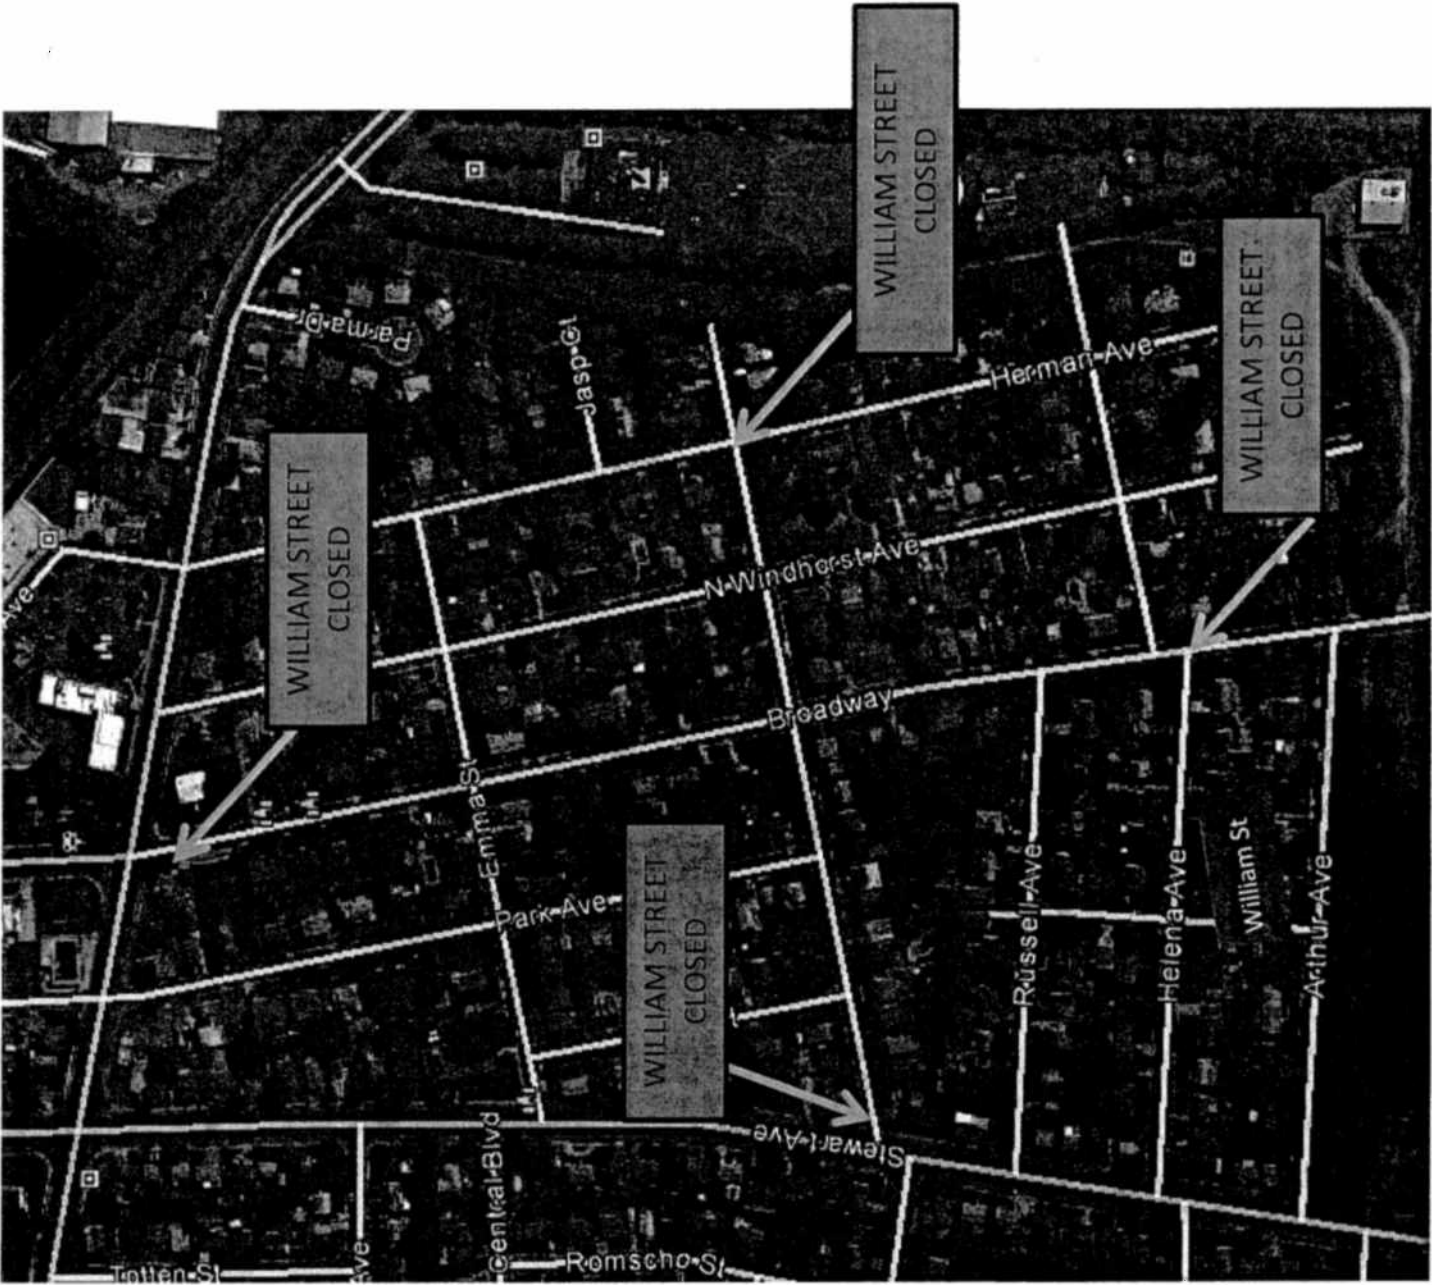 WILLIAM STREET
CLOSED
WILLIAM STREET
CLOSED
Parma Dr
Jasp Ct
Herman Ave
WILLIAM STREET
CLOSED
N Windhorst Ave
Ave
Broadway
Emma St
WILLIAM STREET
CLOSED
Park Ave
Russell Ave
Helena Ave
William St
Arthur Ave
Stewart Ave
Central Blvd
Totten St
Ave
Romscho St